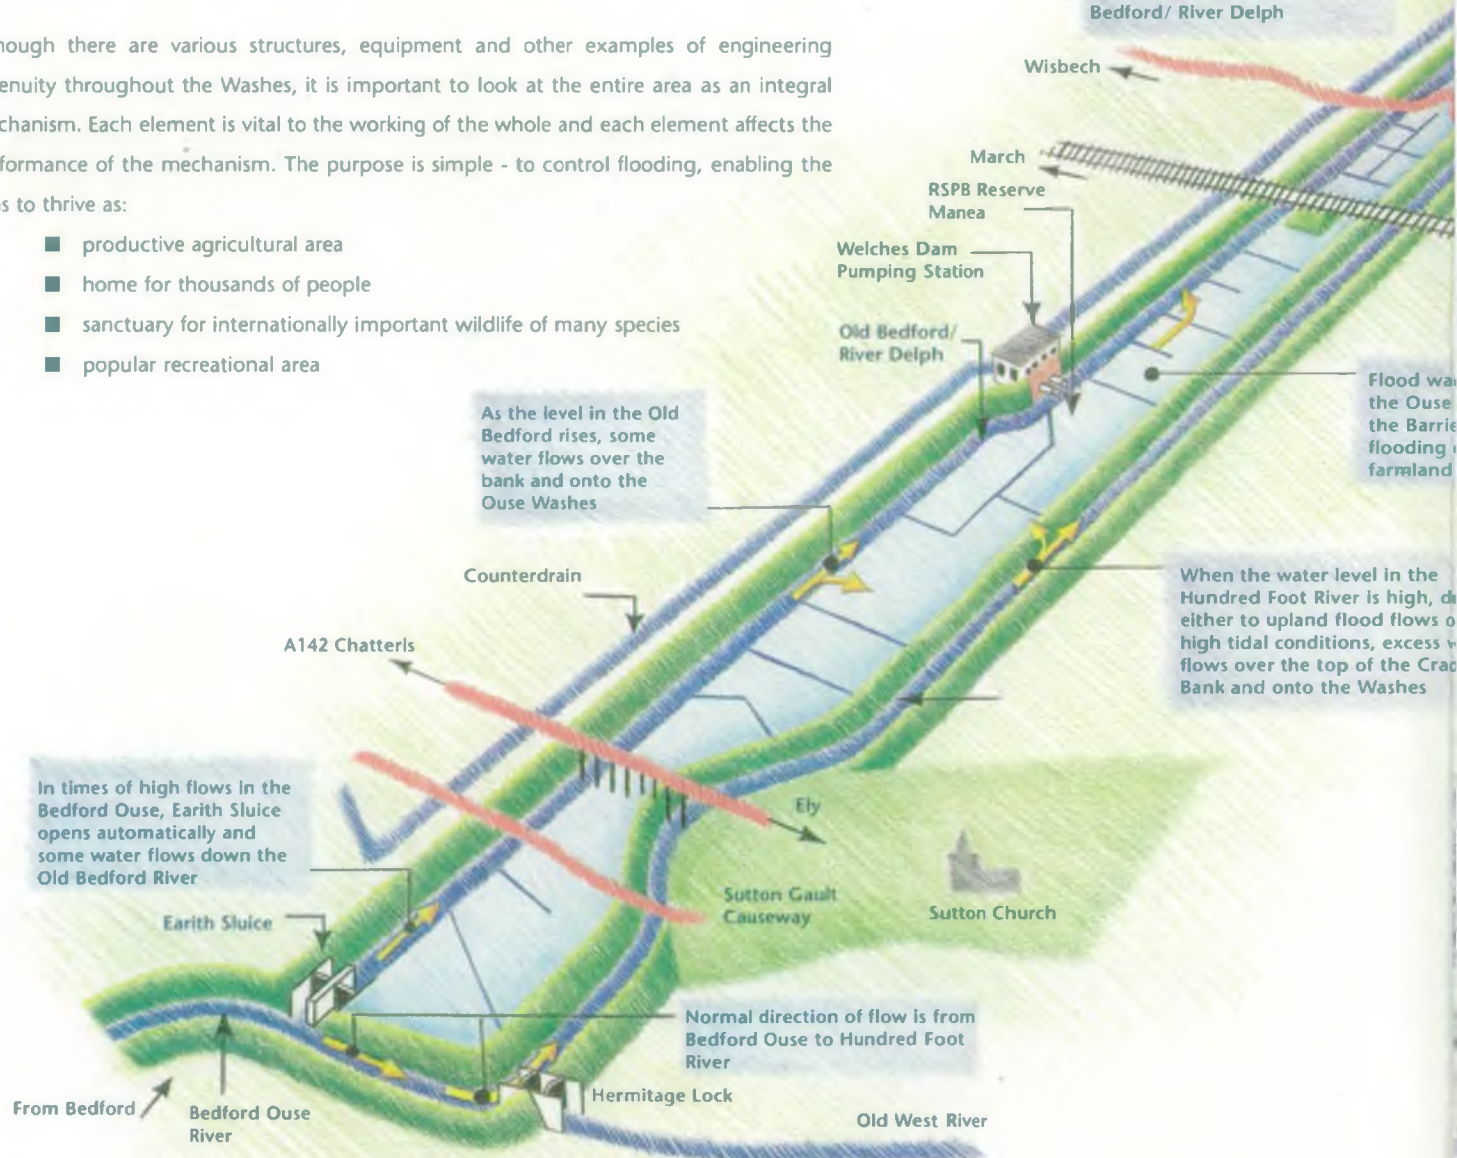 there are various structures, equipment and other examples of engineering
throughout the Washes, it is important to look at the entire area as an integral
Each element is vital to the working of the whole and each element affects the
of the mechanism. The purpose is simple - to control flooding, enabling the
to thrive as:
■ productive agricultural area
■ home for thousands of people
■ sanctuary for internationally important wildlife of many species
■ popular recreational area
Bedford/ River Delph
Wisbech
March
RSPB Reserve
Manea
Welches Dam
Pumping Station
Old Bedford/
River Delph
As the level in the Old
Bedford rises, some
water flows over the
bank and onto the
Ouse Washes
Flood
the Ouse
the
flooding
farmland
Counterdrain
When the water level in the
Hundred Foot River is high,
either to upland flood flows
high tidal conditions, excess
flows over the top of the
Bank and onto the Washes
A142 Chatteris
In times of high flows in the
Bedford Ouse, Earith Sluice
opens automatically and
some water flows down the
Old Bedford River
Ely
Sutton Gault
Causeway
Sutton Church
Earith Sluice
Normal direction of flow is from
Bedford Ouse to Hundred Foot
River
Hermitage Lock
From Bedford
Bedford Ouse
River
Old West River